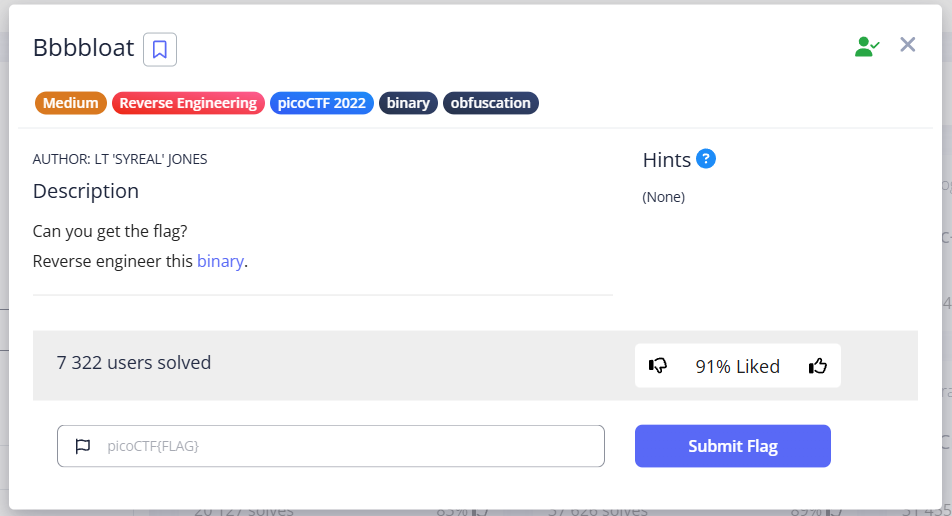 Bbbbloat
Medium Reverse Engineering picoCTF 2022 binary obfuscation
AUTHOR: LT 'SYREAL' JONES
Description
Can you get the flag?
Reverse engineer this binary.
Hints ?
(None)
7 322 users solved
91% Liked
picoCTF{FLAG}
Submit Flag